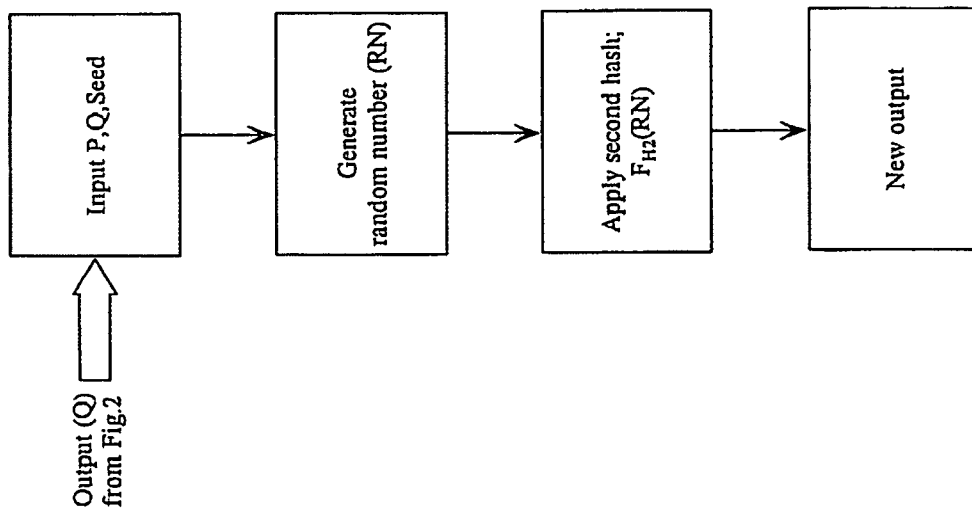 Output (Q)
from Fig.2
Input P,Q,Seed
Generate
random number (RN)
Apply second hash;
F_H2(RN)
New output